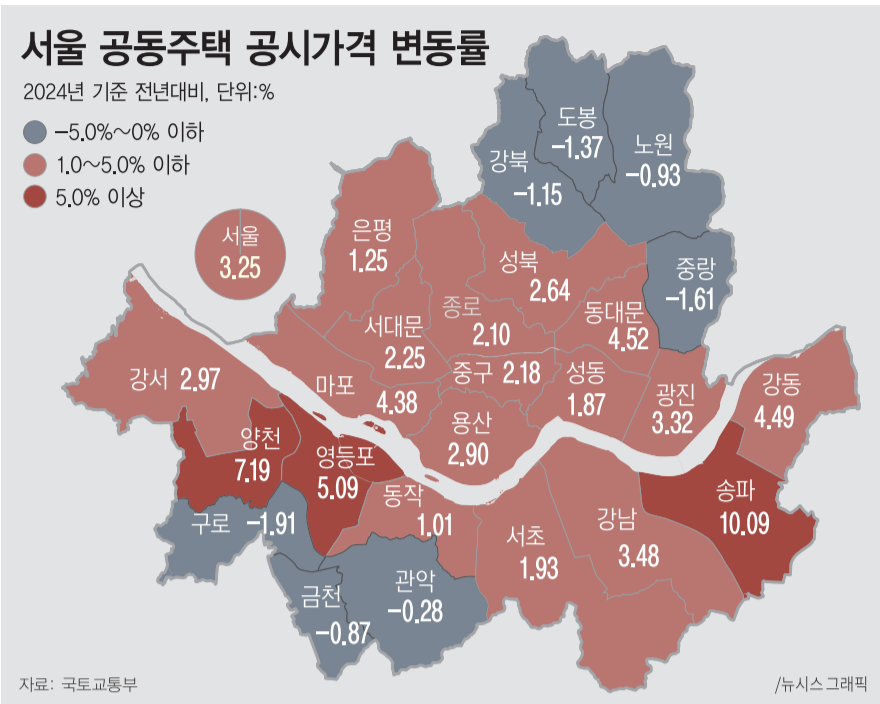 서울 공동주택 공시가격 변동률
2024년 기준 전년대비, 단위:%
-5.0%~0% 이하
1.0~5.0% 이하
5.0% 이상
서울
3.25
도봉
-1.37
노원
-0.93
강북
-1.15
은평
1.25
성북
2.64
중랑
-1.61
종로
2.10
동대문
4.52
서대문
2.25
강서 2.97
마포
4.38
중구 2.18
성동
1.87
광진
3.32
강동
4.49
용산
2.90
양천
7.19
영등포
5.09
동작
1.01
송파
10.09
구로 -1.91
서초
1.93
강남
3.48
금천
-0.87
관악
-0.28
자료: 국토교통부
/뉴시스그래픽